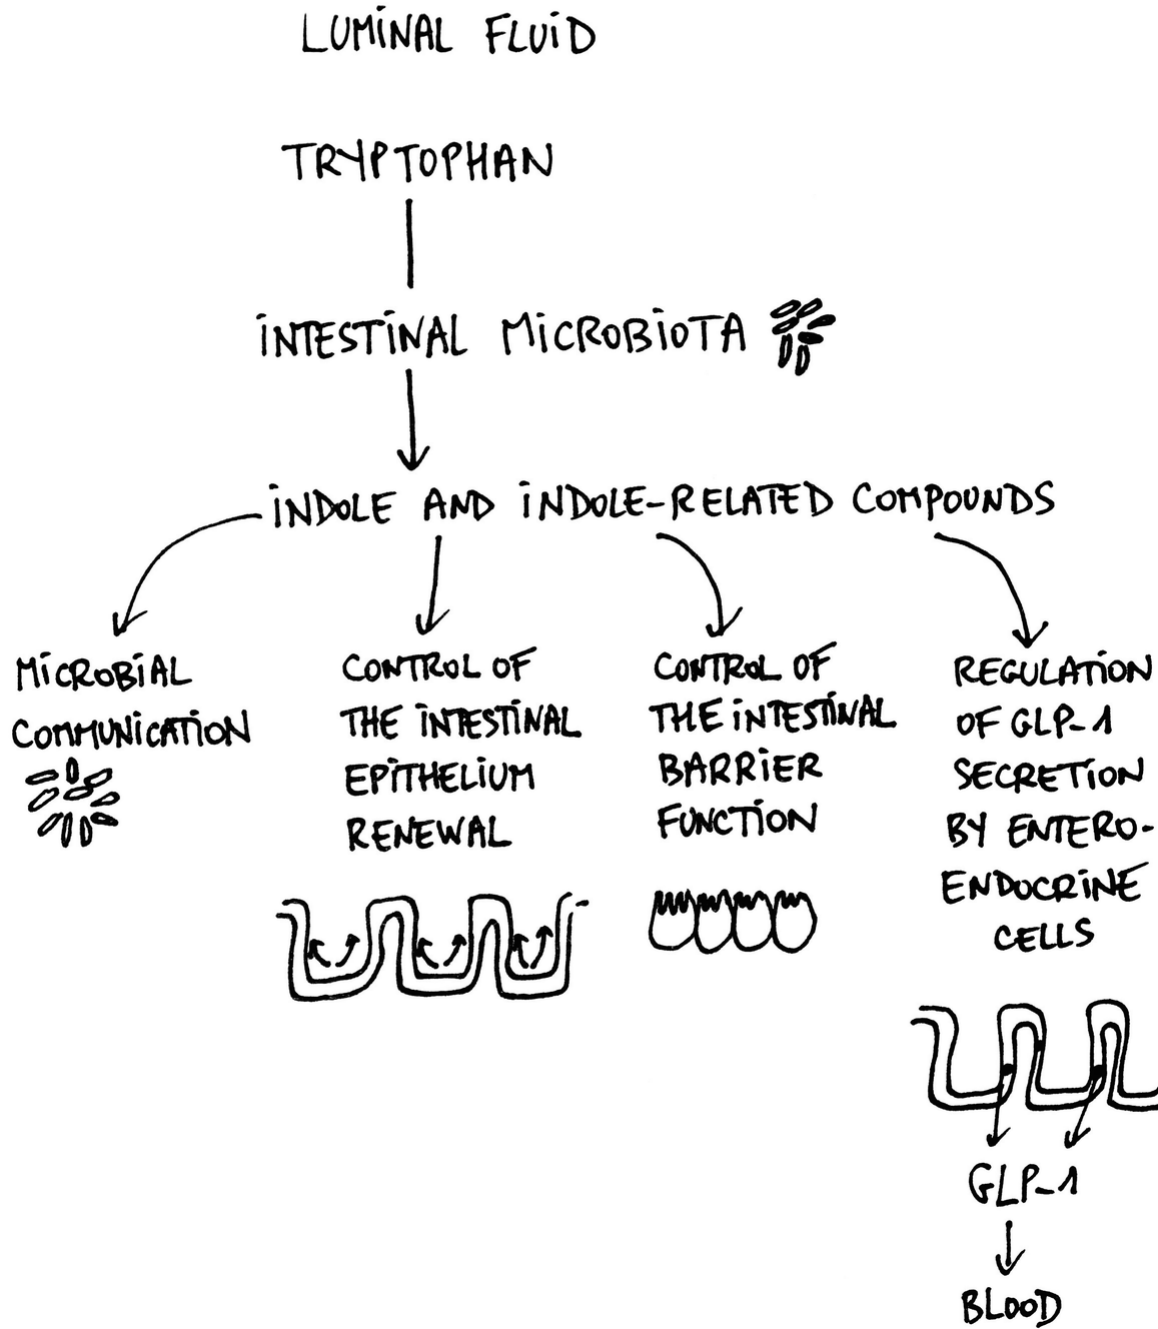 LUMINAL FLUID
TRYPTOPHAN
INTESTINAL MICROBIOTA
INDOLE AND INDOLE-RELATED COMPOUNDS
MICROBIAL
COMMUNICATION
CONTROL OF
THE INTESTINAL
EPITHELIUM
RENEWAL
CONTROL OF
THE INTESTINAL
BARRIER
FUNCTION
REGULATION
OF GLP-1
SECRETION
BY ENTERO-
ENDOCRINE
CELLS
GLP-1
BLOOD